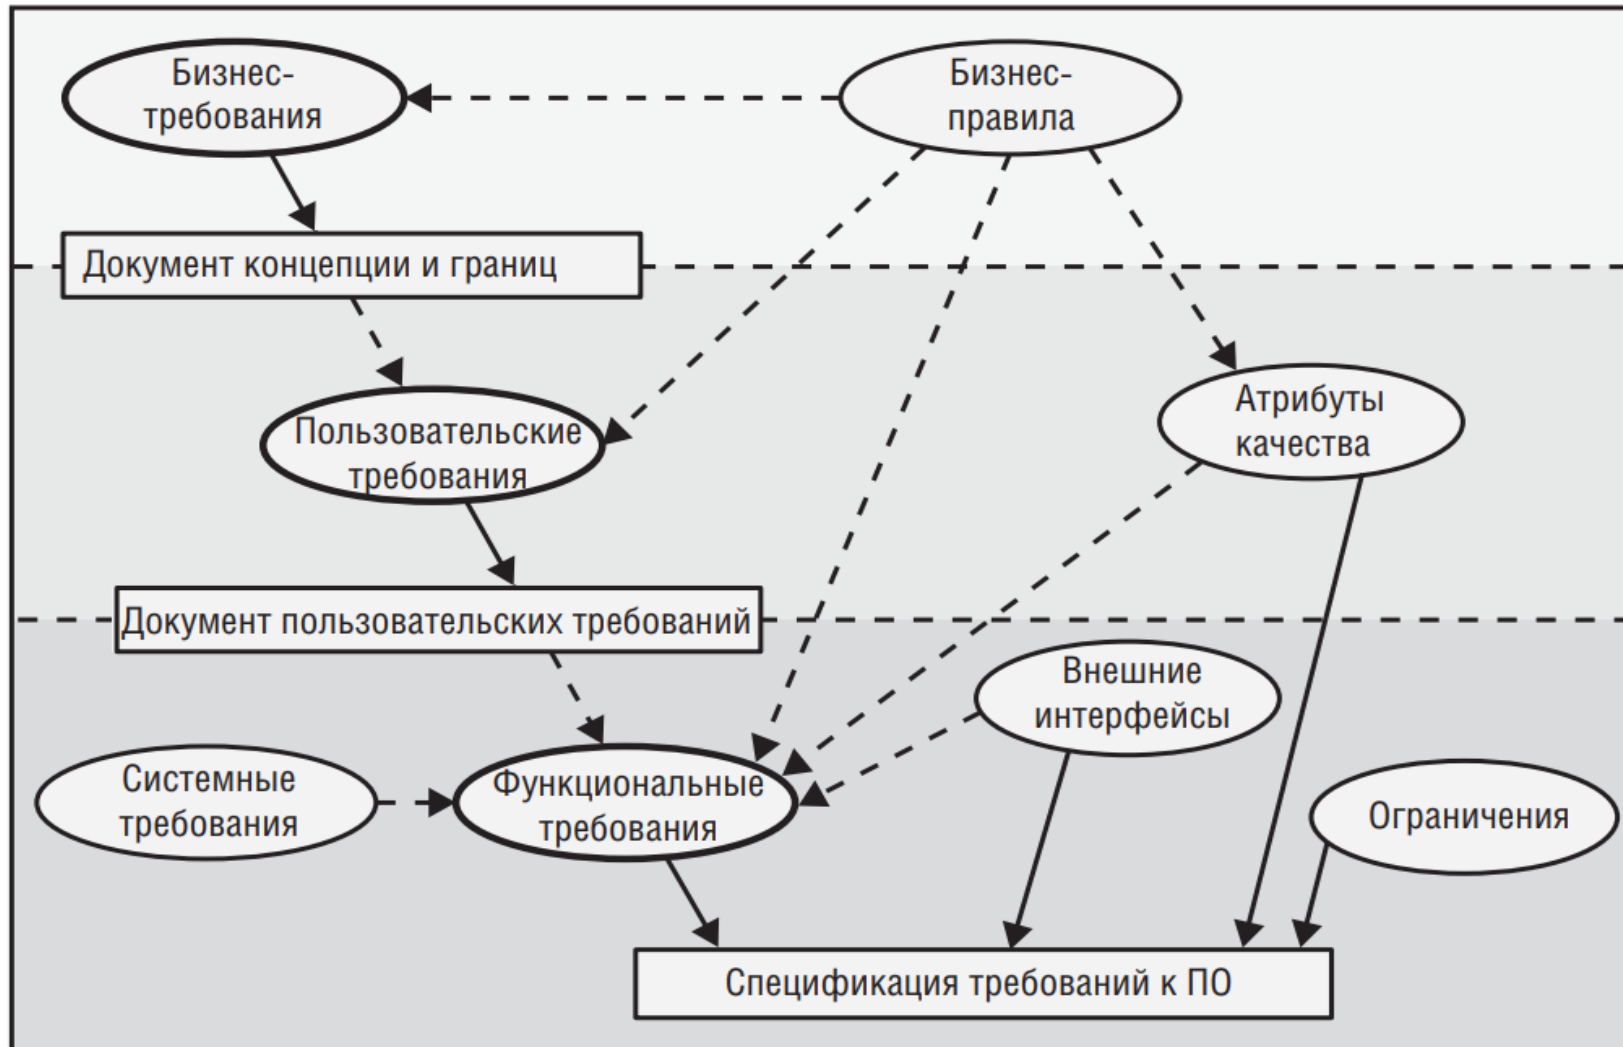 Бизнес-
требования
Бизнес-
правила
Документ концепции и границ
Пользовательские
требования
Атрибуты
качества
Документ пользовательских требований
Внешние
интерфейсы
Системные
требования
Функциональные
требования
Ограничения
Спецификация требований к ПО